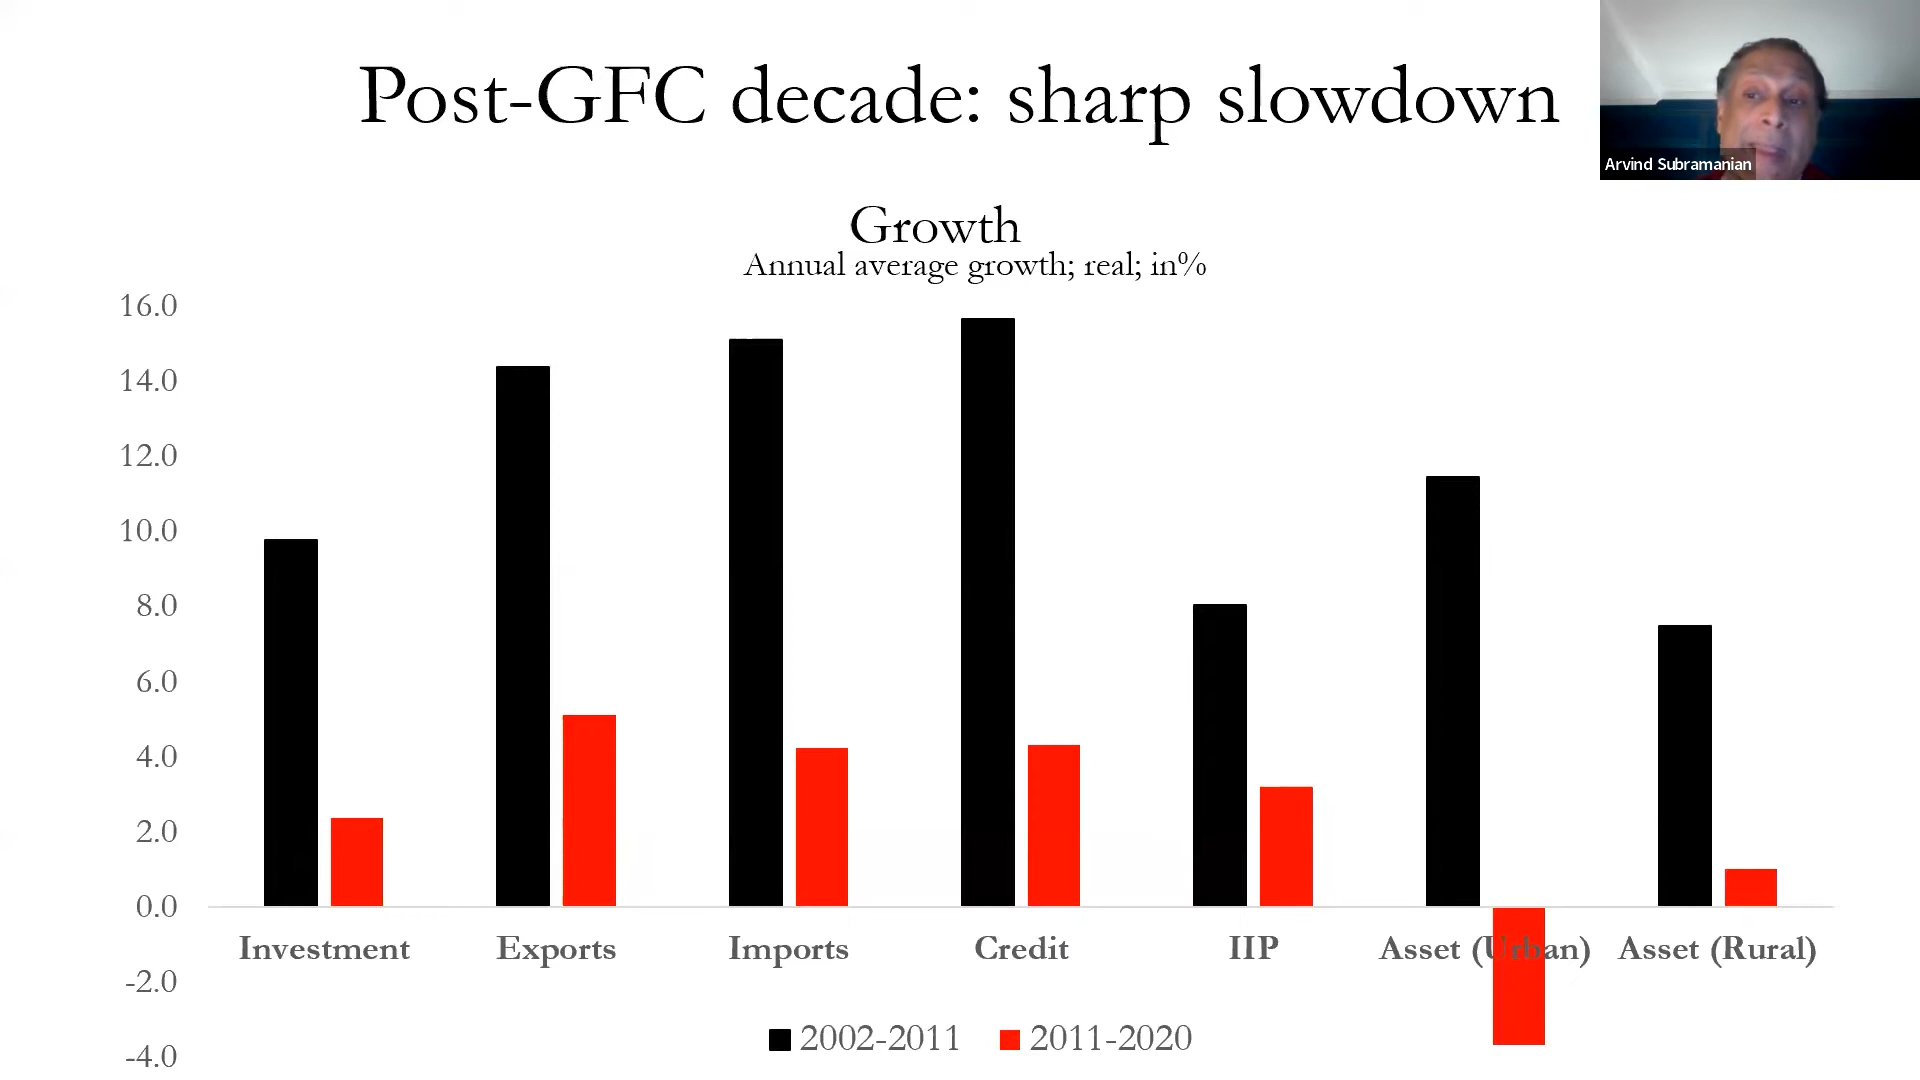 Post-GFC decade: sharp slowdown
Arvind Subramanian
Growth
Annual average growth; real; in%
16.0
14.0
12.0
10.0
8.0
6.0
4.0
2.0
0.0
-2.0
-4.0
Investment Exports Imports Credit IIP Asset (Urban) Asset (Rural)
2002-2011 2011-2020